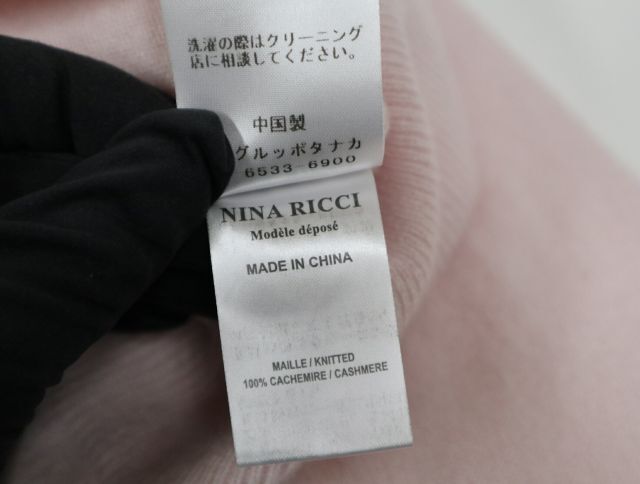 洗濯の際はクリーニング
店に相談してください。
中国製
グルッポタナカ
6533-6900
NINA RICCI
Modèle déposé
MADE IN CHINA
MAILLE / KNITTED
100% CACHEMIRE / CASHMERE